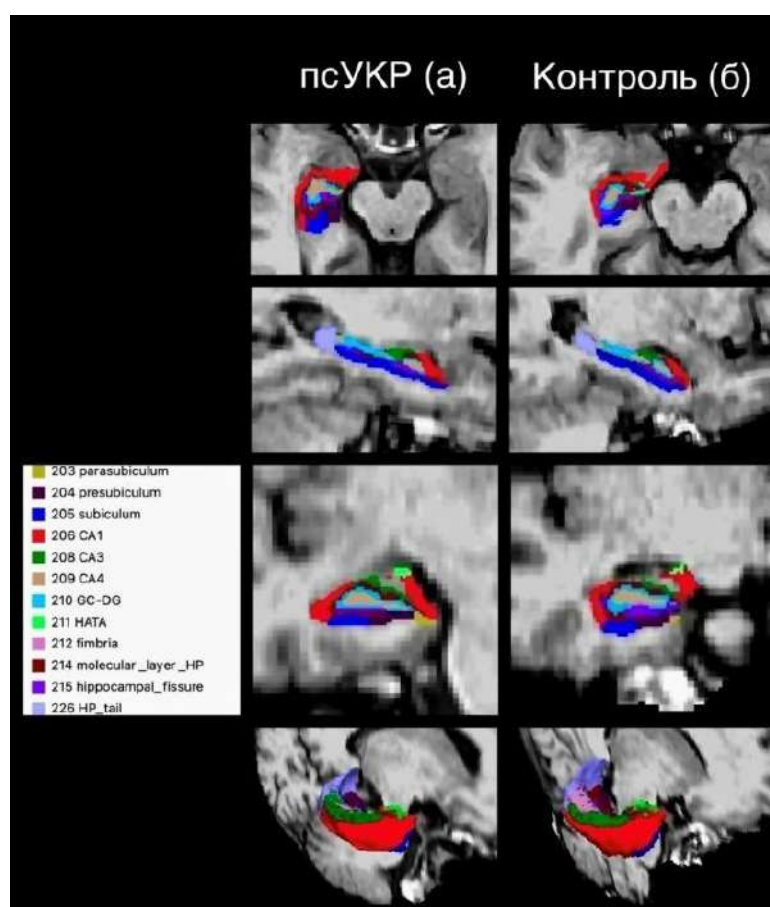 псУКР (а) Контроль (б)
203 parasubiculum
204 presubiculum
205 subiculum
206 CA1
208 CA3
209 CA4
210 GC-DG
211 HATA
212 fimbria
214 molecular_layer_HP
215 hippocampal_fissure
226 HP_tail